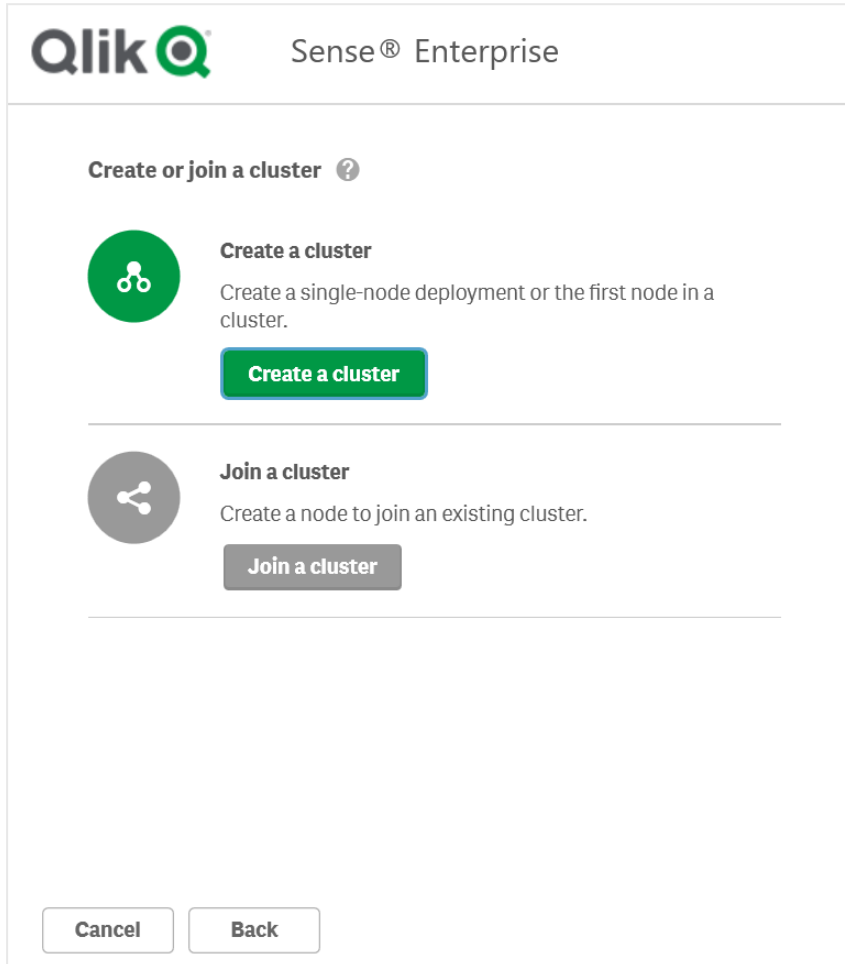 Qlik Sense® Enterprise
Create or join a cluster ?
Create a cluster
Create a single-node deployment or the first node in a
cluster.
Create a cluster
Join a cluster
Create a node to join an existing cluster.
Join a cluster
Cancel Back